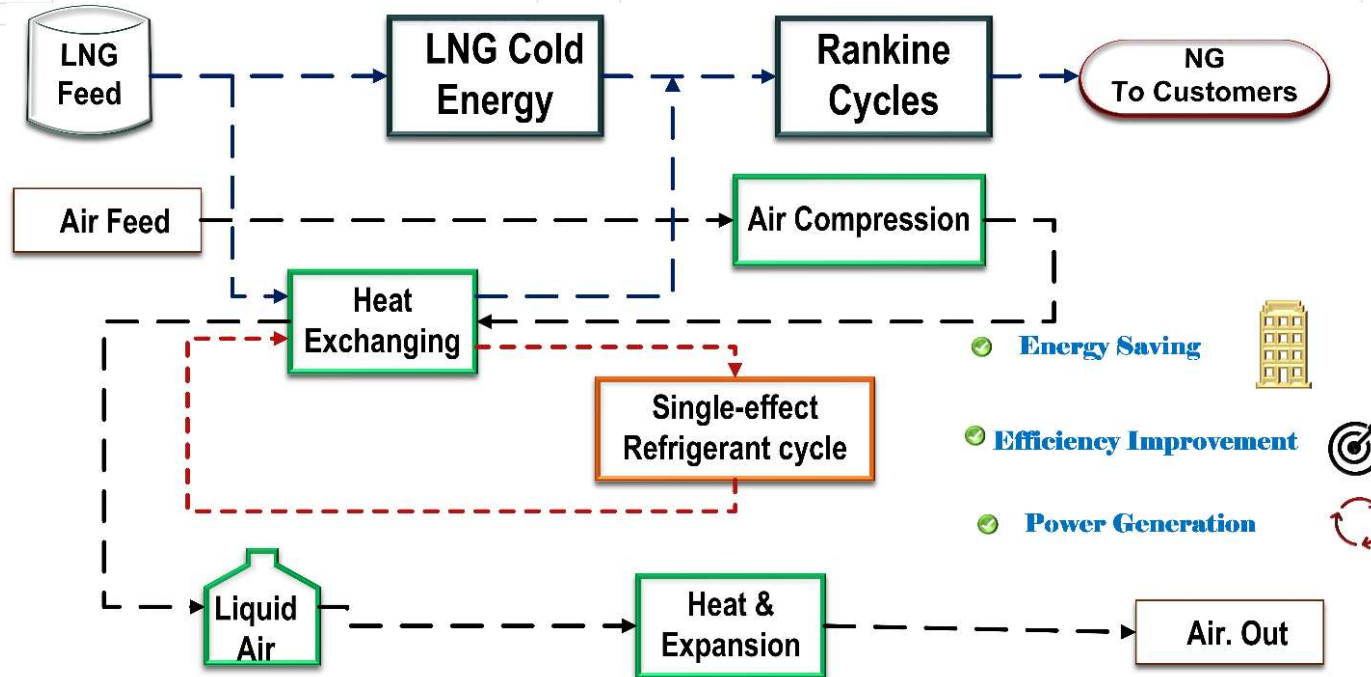 LNG
Feed
LNG Cold
Energy
Rankine
Cycles
NG
To Customers
Air Feed
Air Compression
Heat
Exchanging
Energy Saving
Single-effect
Refrigerant cycle
Efficiency Improvement
Power Generation
Liquid
Air
Heat &
Expansion
Air. Out